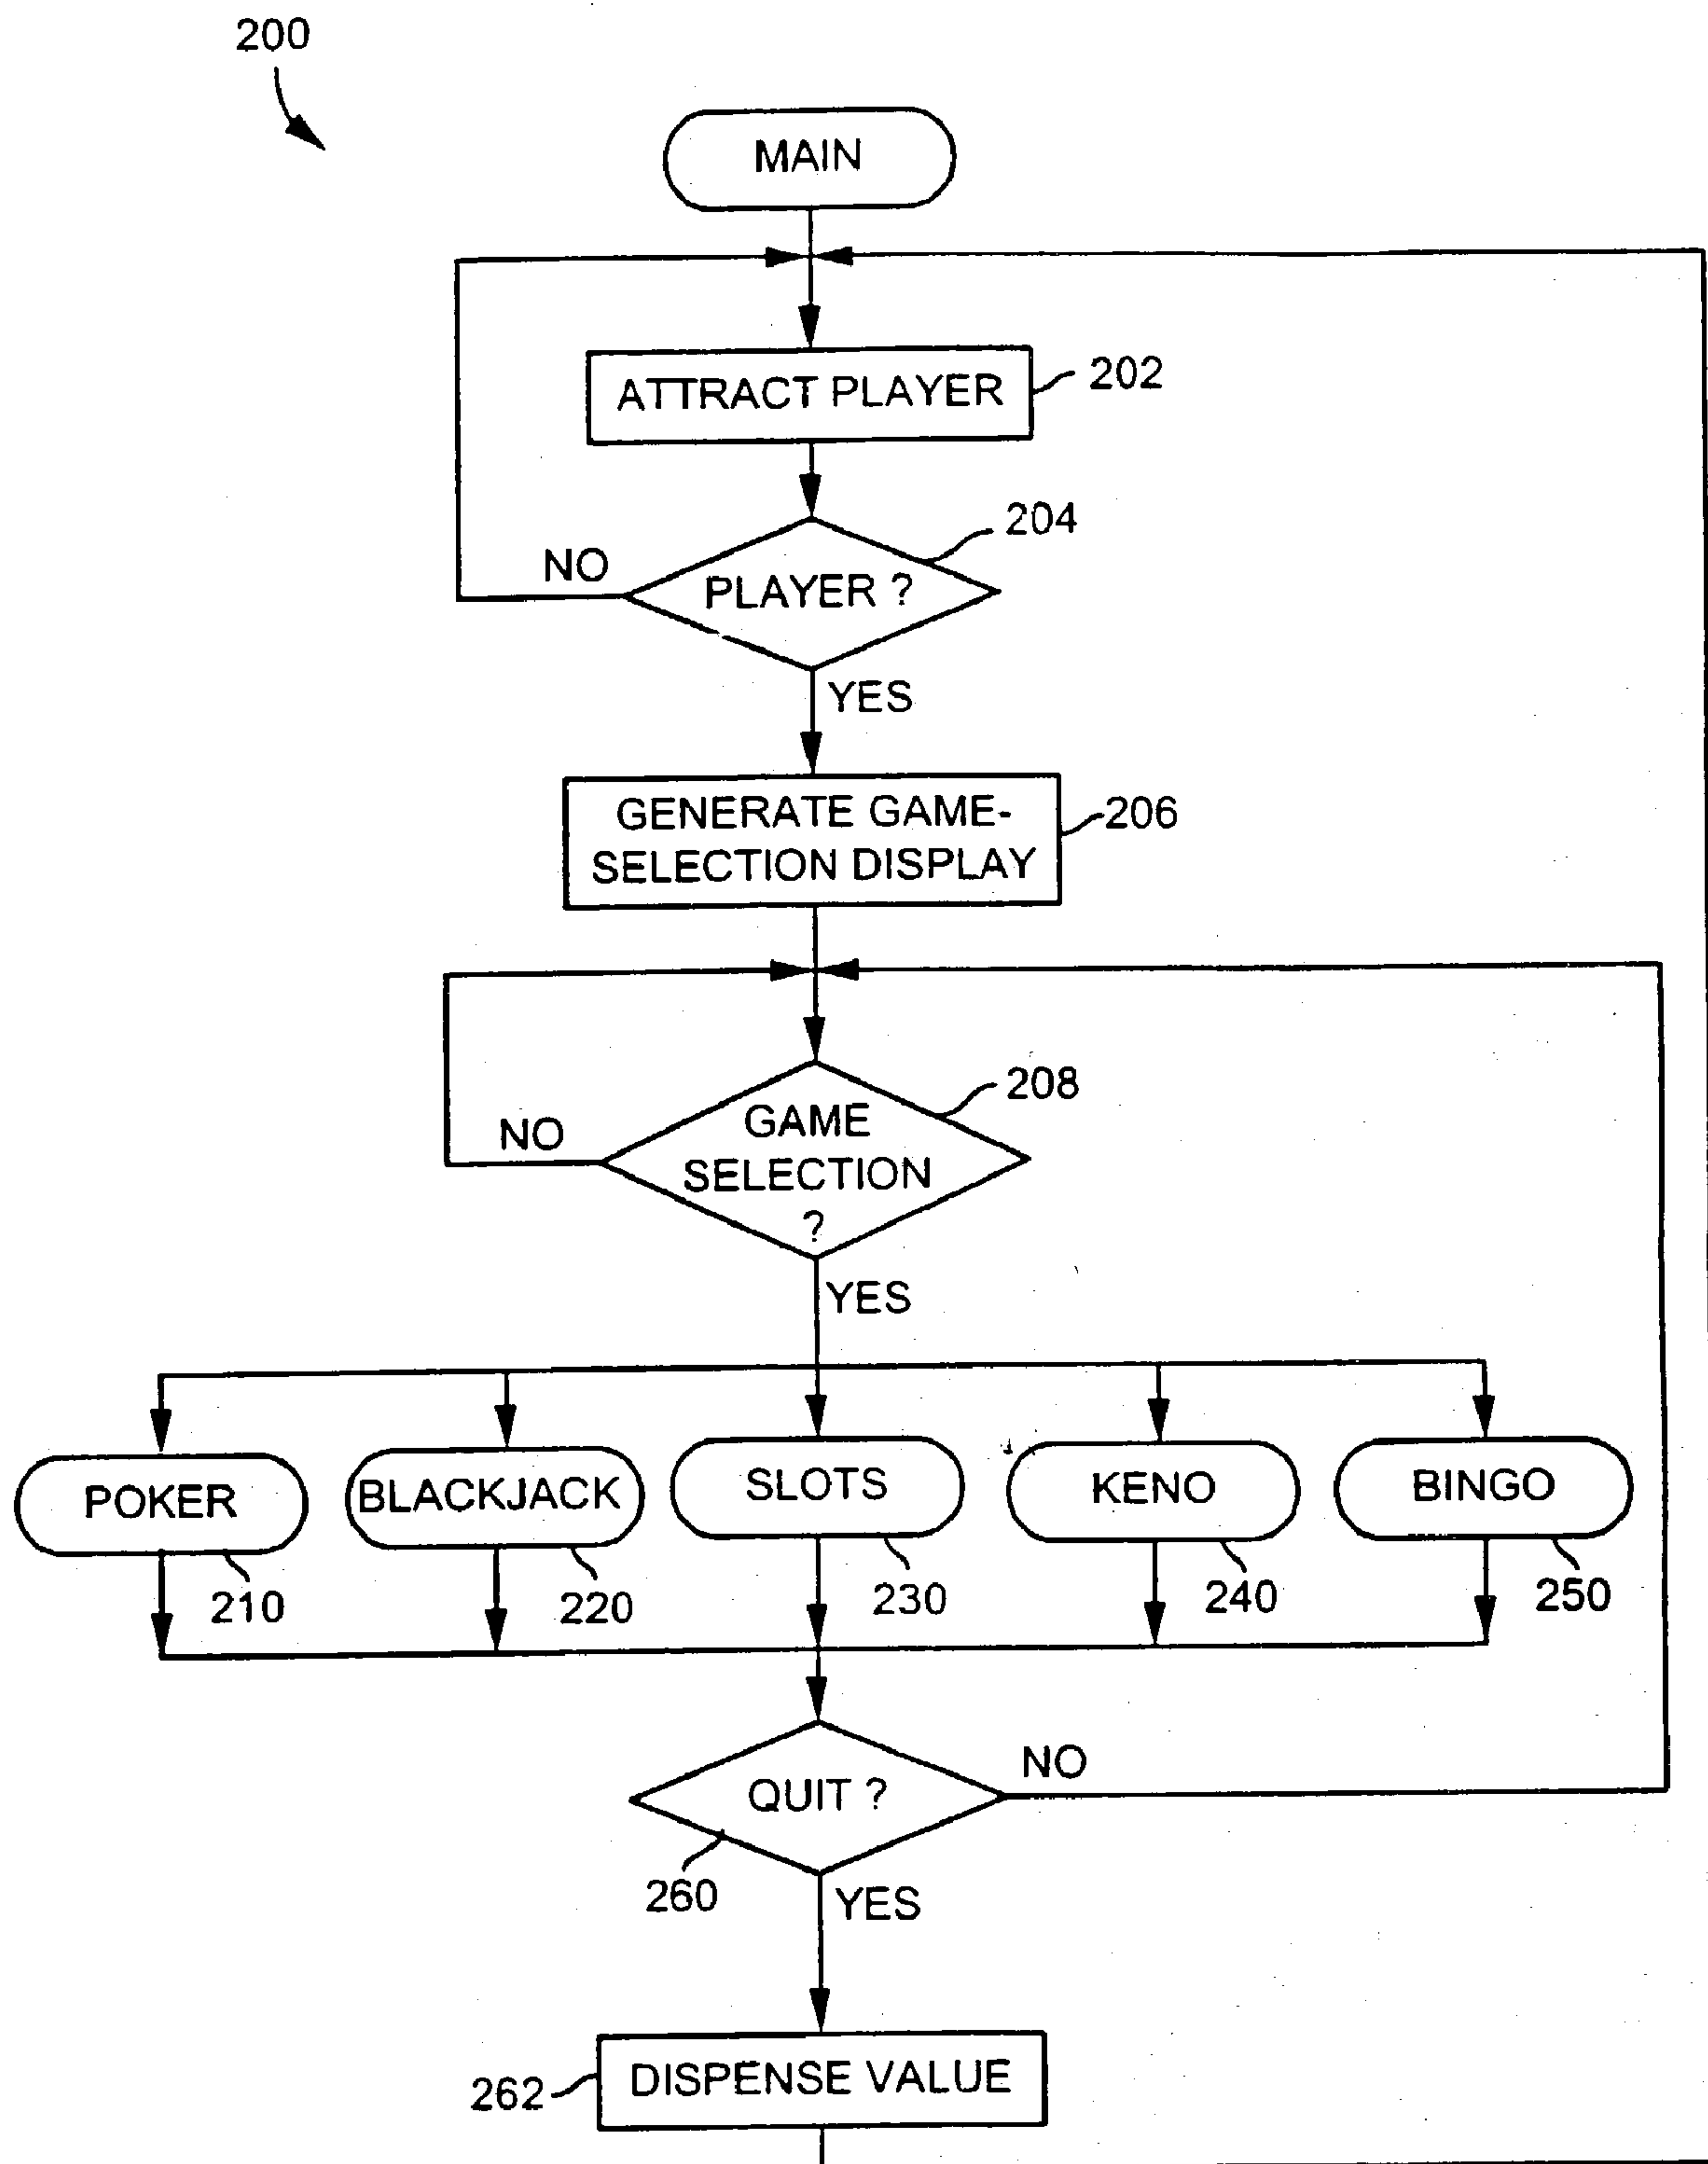 200
MAIN
ATTRACT PLAYER
202
204
NO
PLAYER ?
YES
GENERATE GAME-
SELECTION DISPLAY
206
208
NO
GAME
SELECTION
?
YES
POKER
BLACKJACK
SLOTS
KENO
BINGO
210
220
230
240
250
QUIT ?
NO
260
YES
DISPENSE VALUE
262